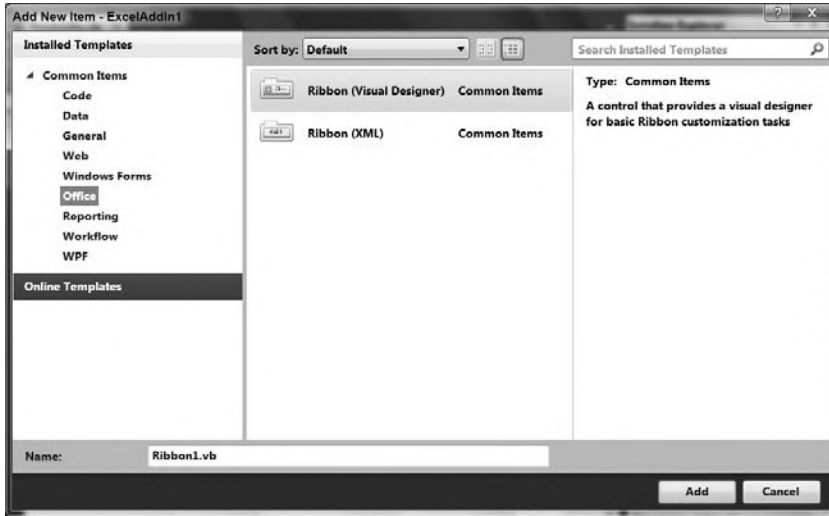 Add New Item - ExcelAddIn1
Installed Templates
Common Items
Code
Data
General
Web
Windows Forms
Office
Reporting
Workflow
WPF
Online Templates
Sort by: Default
Ribbon (Visual Designer) Common Items
Ribbon (XML) Common Items
Search Installed Templates
Type: Common Items
A control that provides a visual designer
for basic Ribbon customization tasks
Name: Ribbon1.vb
Add Cancel